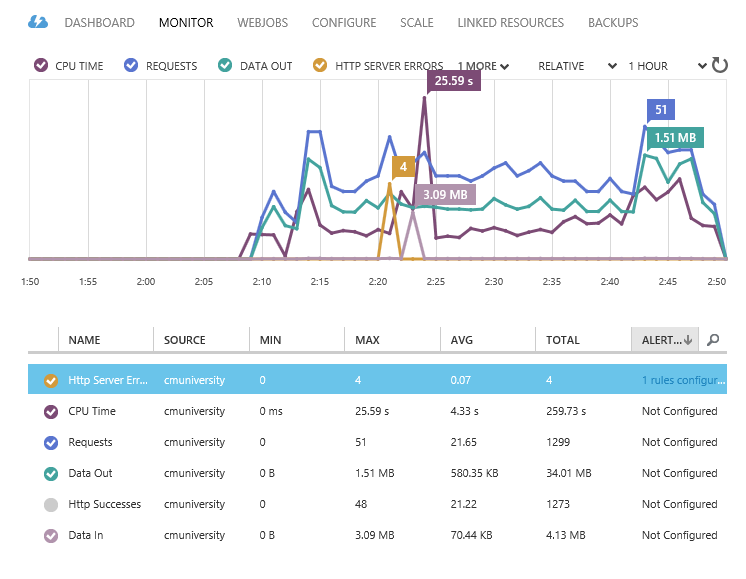 DASHBOARD MONITOR WEBJOBS CONFIGURE SCALE LINKED RESOURCES BACKUPS
CPU TIME REQUESTS DATA OUT HTTP SERVER ERRORS 1 MORE RELATIVE 1 HOUR
25.59 s
51
1.51 MB
4
3.09 MB
1:50 1:55 2:00 2:05 2:10 2:15 2:20 2:25 2:30 2:35 2:40 2:45 2:50
NAME SOURCE MIN MAX AVG TOTAL ALERT...
Http Server Err... cmuniversity 0 4 0.07 4 1 rules configur...
CPU Time cmuniversity 0 ms 25.59 s 4.33 s 259.73 s Not Configured
Requests cmuniversity 0 51 21.65 1299 Not Configured
Data Out cmuniversity 0 B 1.51 MB 580.35 KB 34.01 MB Not Configured
Http Successes cmuniversity 0 48 21.22 1273 Not Configured
Data In cmuniversity 0 B 3.09 MB 70.44 KB 4.13 MB Not Configured